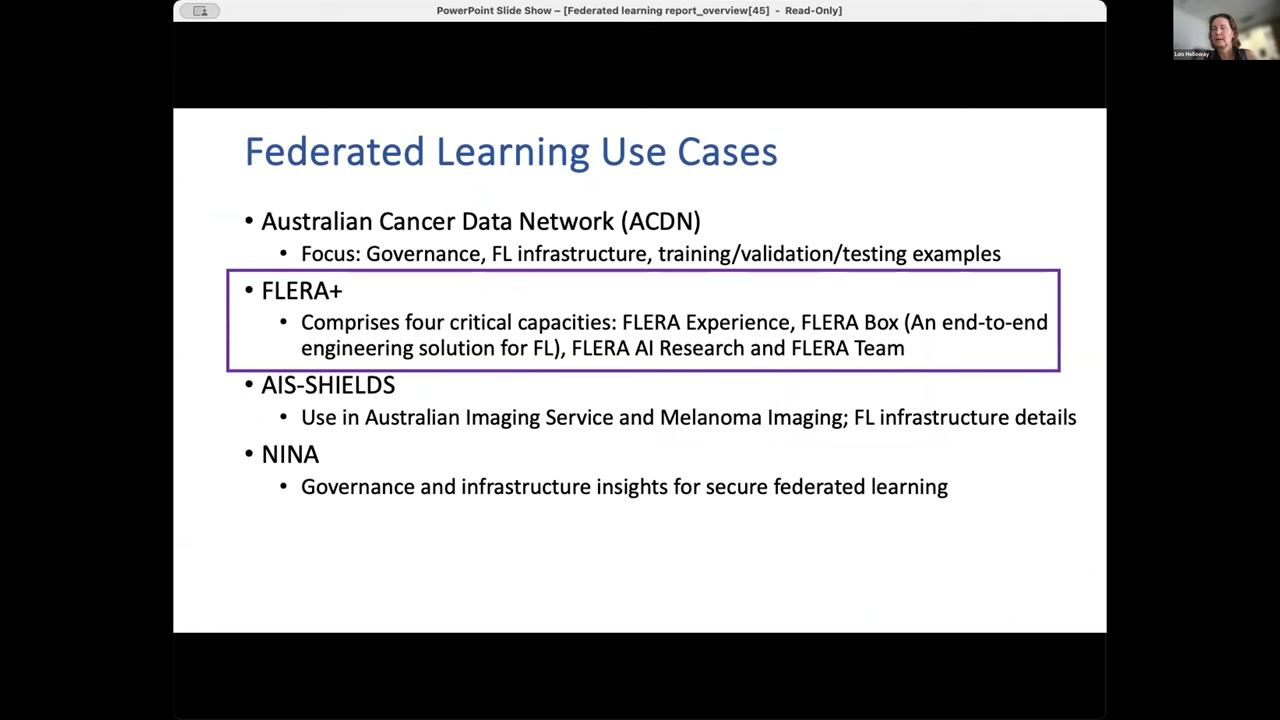 PowerPoint Slide Show – [Federated learning report_overview[45] - Read-Only]
Lois Holloway
Federated Learning Use Cases
• Australian Cancer Data Network (ACDN)
• Focus: Governance, FL infrastructure, training/validation/testing examples
• FLERA+
• Comprises four critical capacities: FLERA Experience, FLERA Box (An end-to-end
engineering solution for FL), FLERA AI Research and FLERA Team
• AIS-SHIELDS
• Use in Australian Imaging Service and Melanoma Imaging; FL infrastructure details
• NINA
• Governance and infrastructure insights for secure federated learning